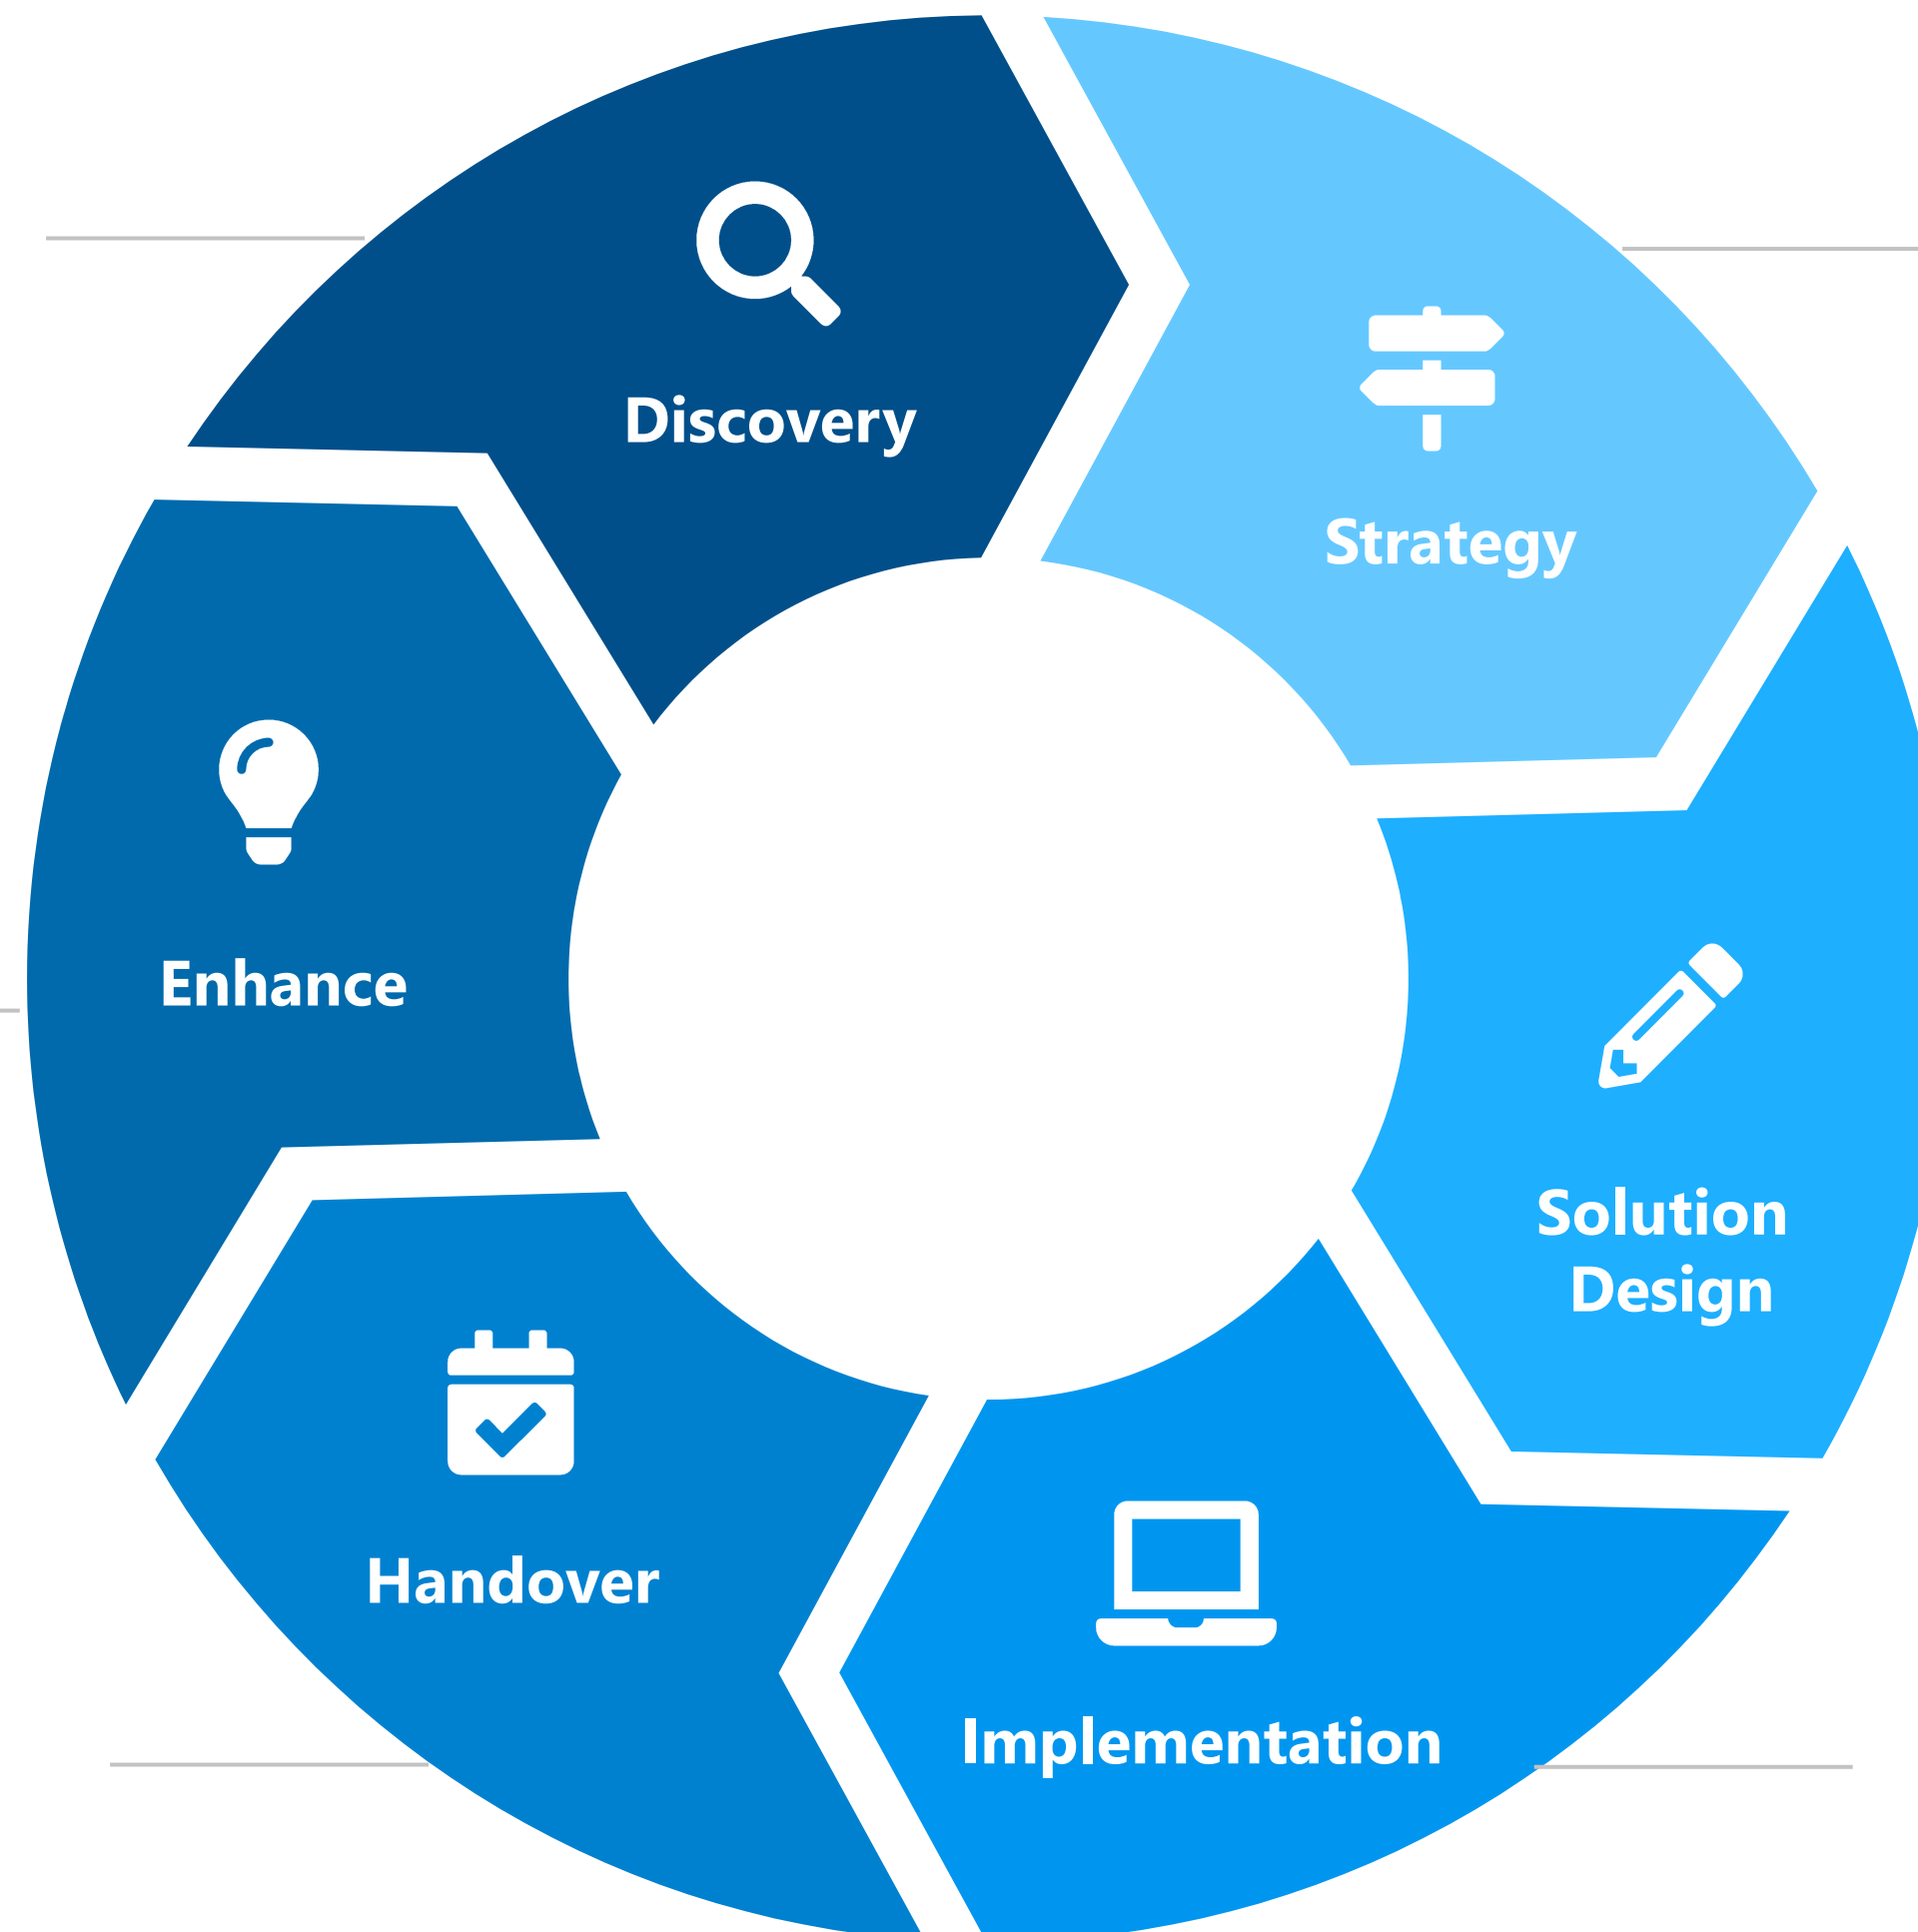 Discovery
Strategy
Solution
Design
Implementation
Handover
Enhance